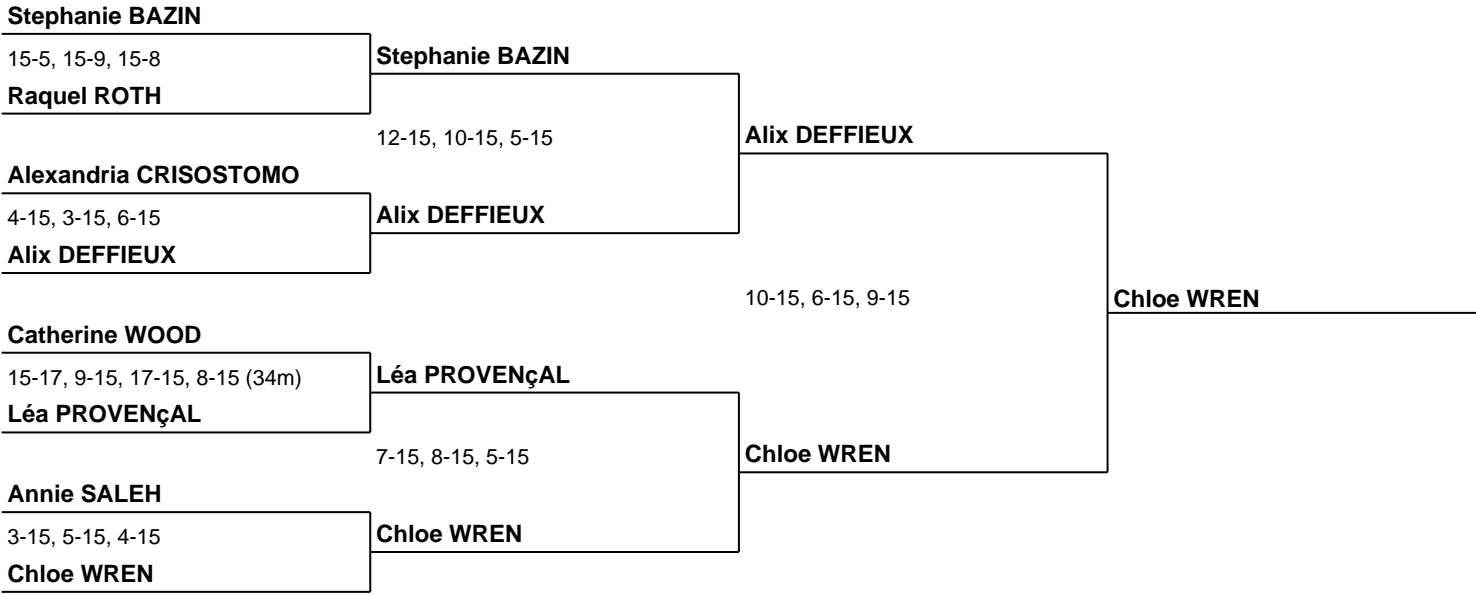 Stephanie BAZIN
15-5, 15-9, 15-8
Stephanie BAZIN
Raquel ROTH
12-15, 10-15, 5-15
Alix DEFFIEUX
Alexandria CRISOSTOMO
4-15, 3-15, 6-15
Alix DEFFIEUX
Alix DEFFIEUX
10-15, 6-15, 9-15
Chloe WREN
Catherine WOOD
15-17, 9-15, 17-15, 8-15 (34m)
Léa PROVENçAL
Léa PROVENçAL
7-15, 8-15, 5-15
Chloe WREN
Annie SALEH
3-15, 5-15, 4-15
Chloe WREN
Chloe WREN